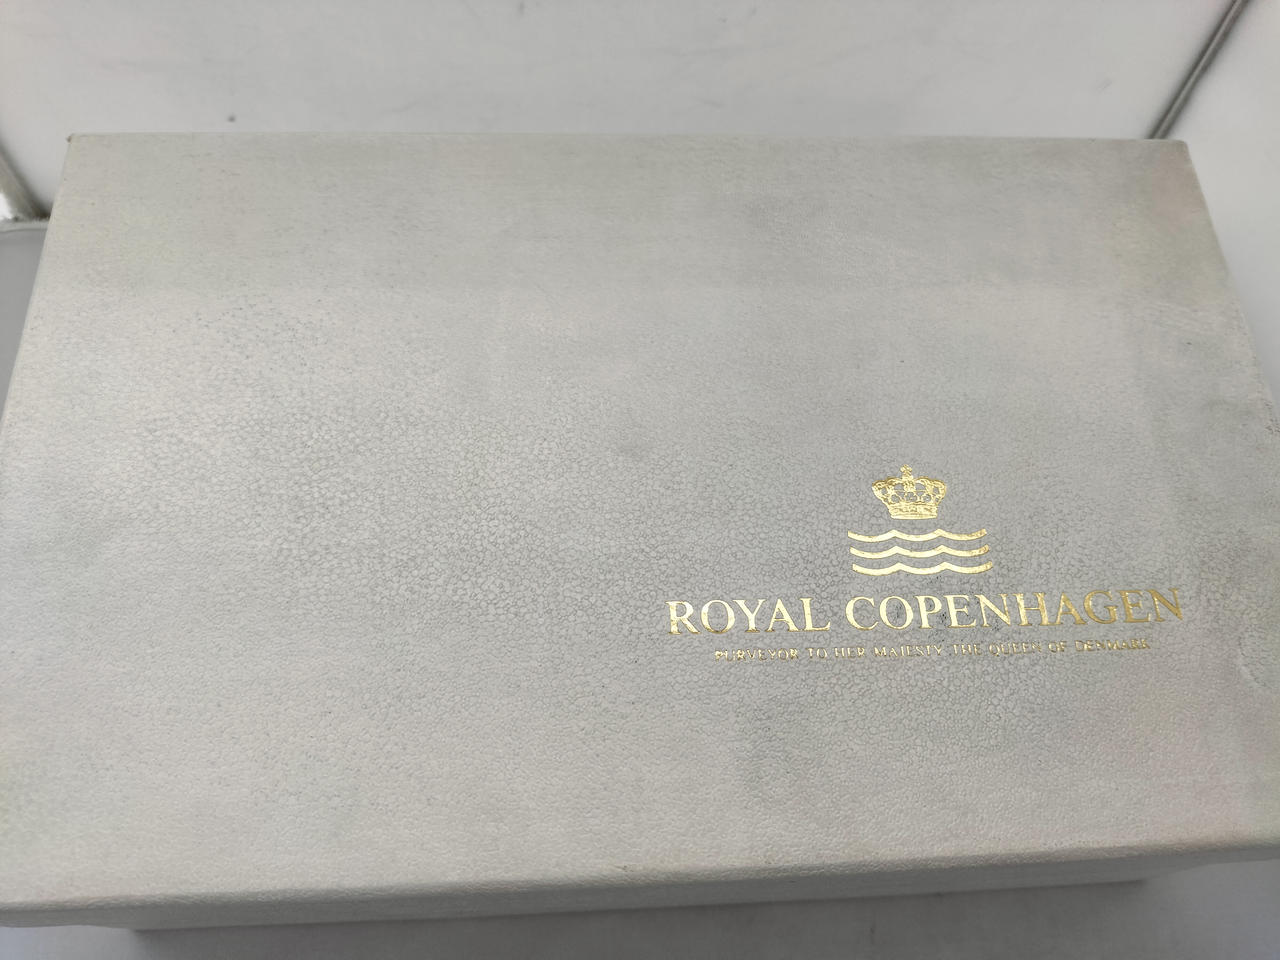 ROYAL COPENHAGEN
PURVEYOR TO HER MAJESTY THE QUEEN OF DENMARK